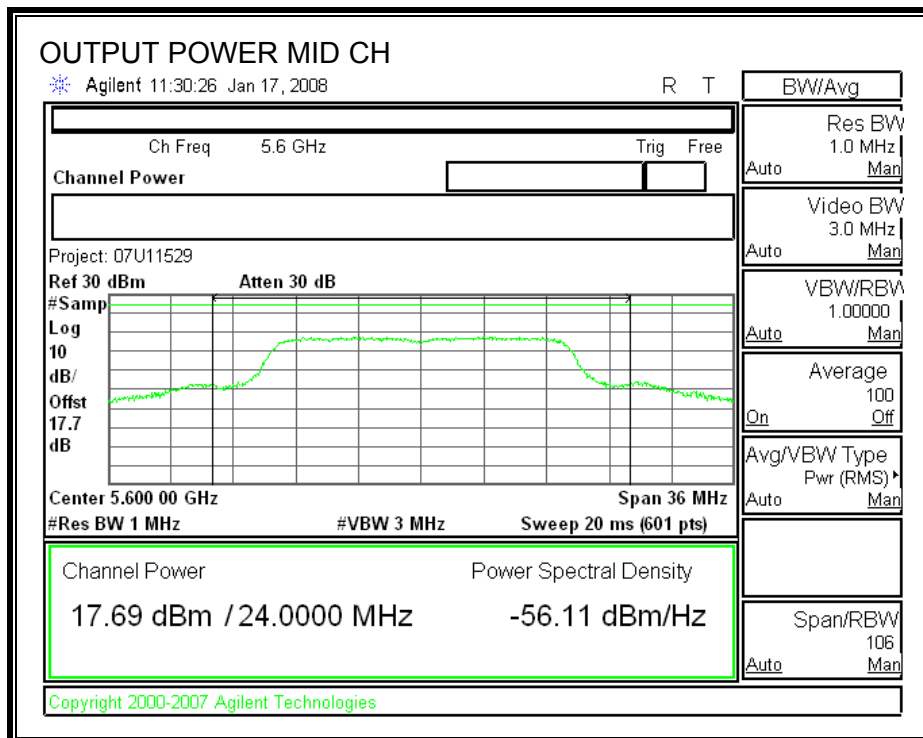 OUTPUT POWER MID CH
Agilent 11:30:26 Jan 17, 2008 R T
BW/Avg
Ch Freq 5.6 GHz Trig Free
Channel Power
Res BW
1.0 MHz
Auto Man
Video BW
3.0 MHz
Auto Man
VBW/RBW
1.00000
Auto Man
Average
100
On Off
Avg/VBW Type
Pwr (RMS)
Auto Man
Span/RBW
106
Auto Man
Project: 07U11529
Ref 30 dBm Atten 30 dB
#Samp
Log
10
dB/
Offst
17.7
dB
Center 5.600 00 GHz Span 36 MHz
#Res BW 1 MHz #VBW 3 MHz Sweep 20 ms (601 pts)
Channel Power Power Spectral Density
17.69 dBm / 24.0000 MHz -56.11 dBm/Hz
Copyright 2000-2007 Agilent Technologies